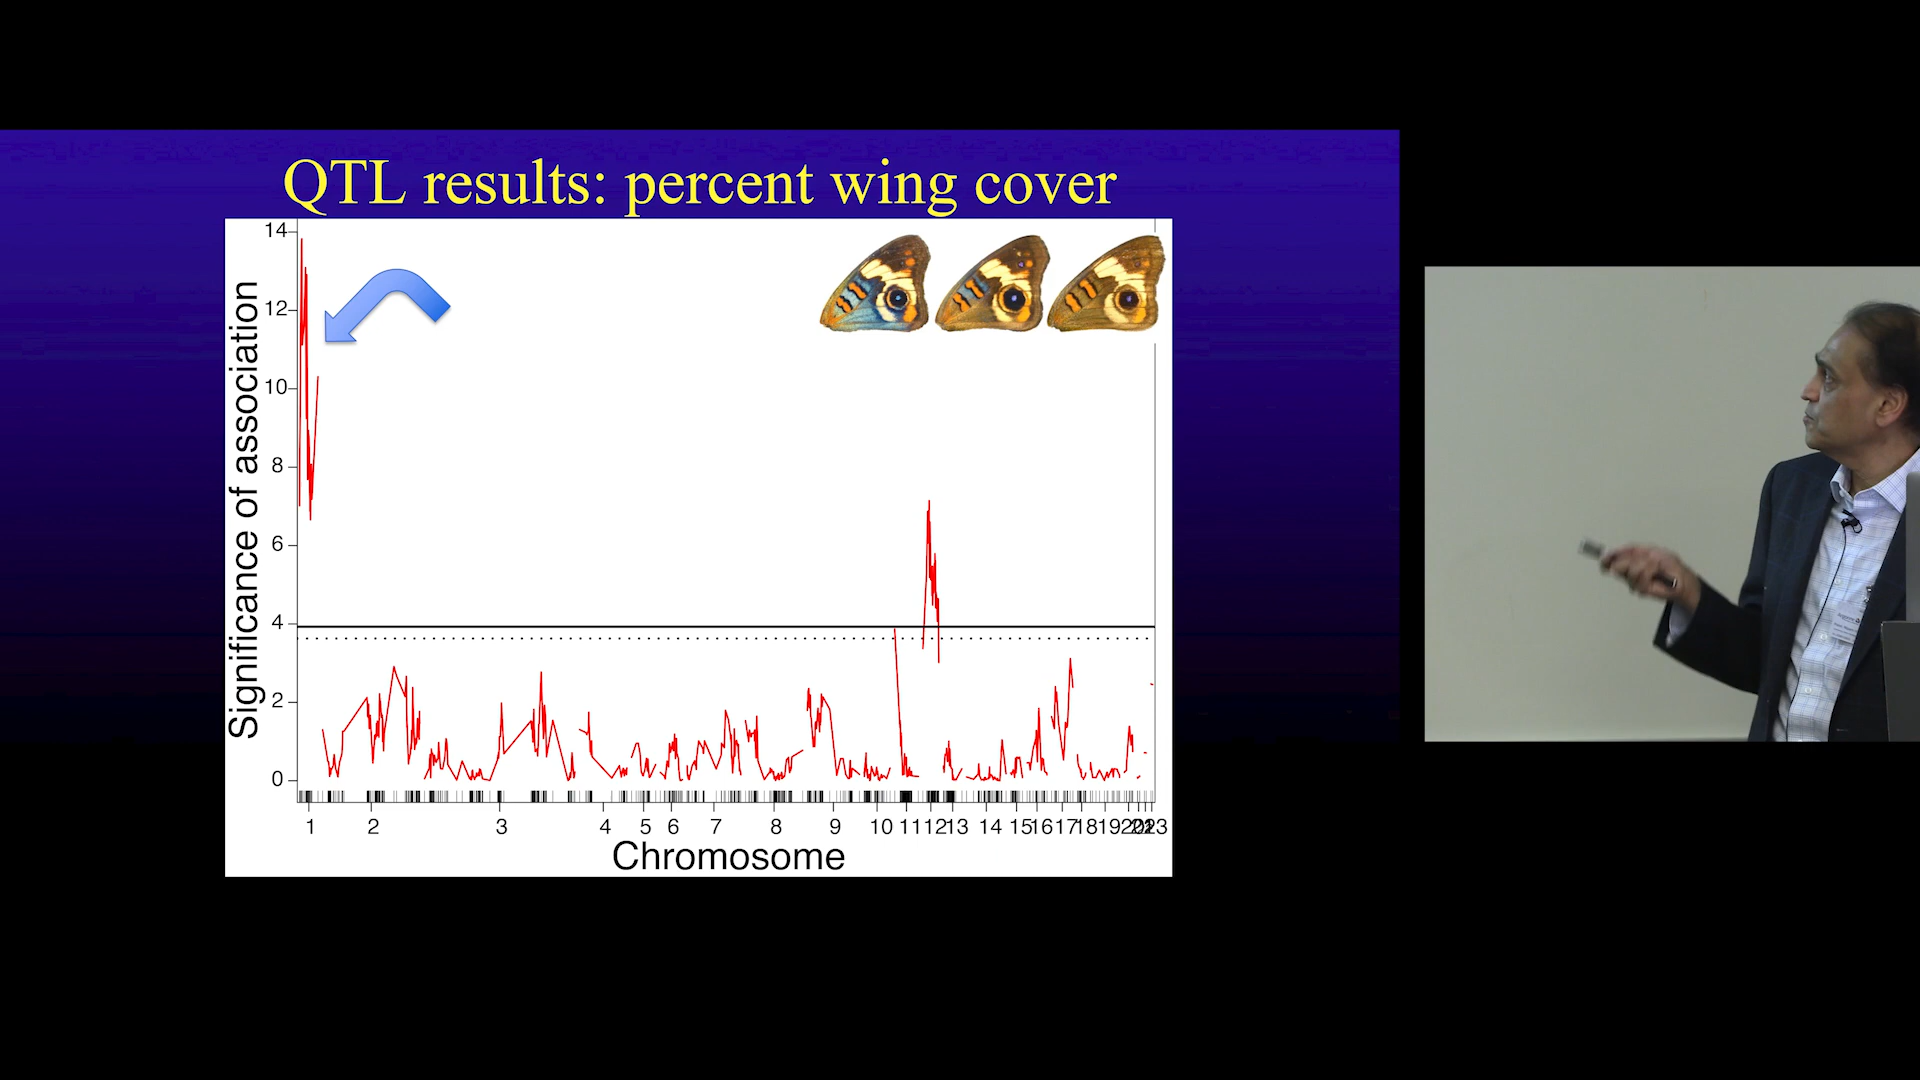 QTL results: percent wing cover
Significance of association
14
12
10
8
6
4
2
0
1 2 3 4 5 6 7 8 9 10 11 12 13 14 15 16 17 18 19 20 23
Chromosome